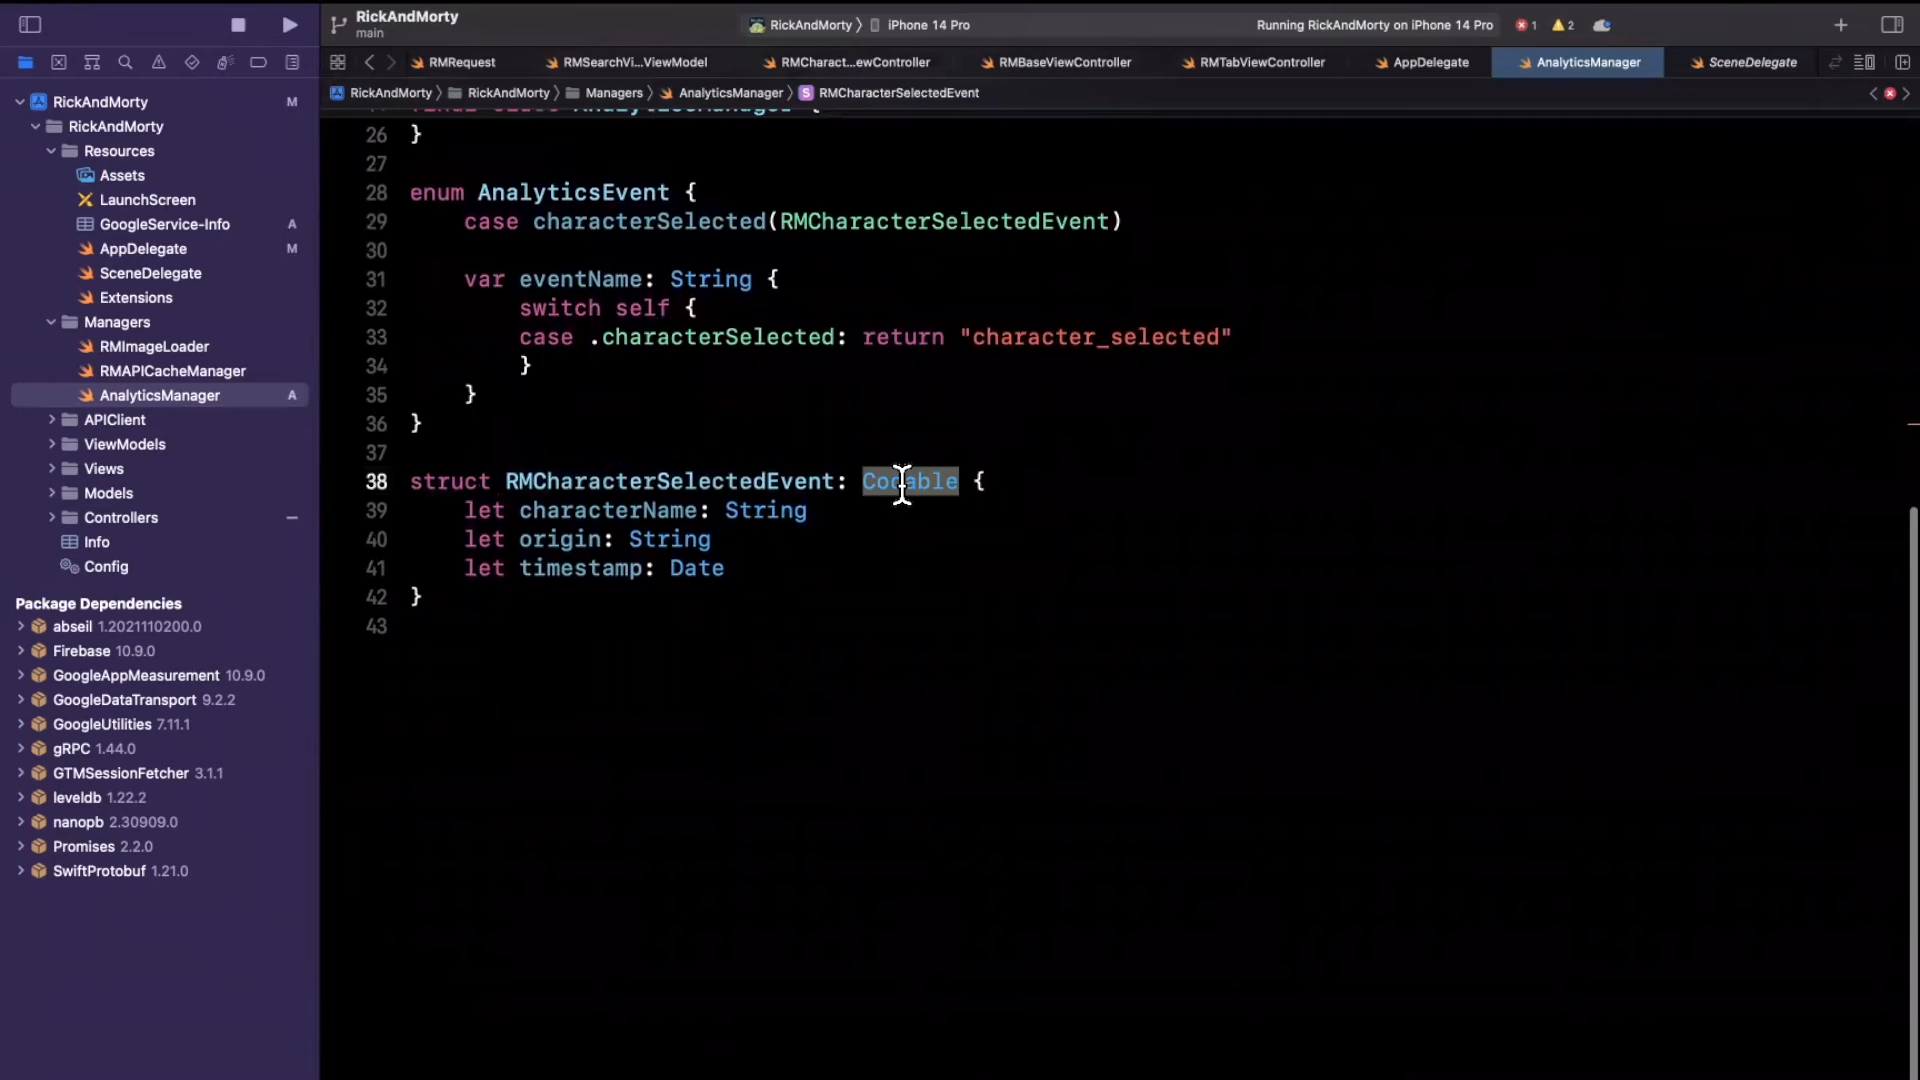 RickAndMorty
main
RickAndMorty
iPhone 14 Pro
Running RickAndMorty on iPhone 14 Pro
1
2
RMRequest
RMSearchVi...ViewModel
RMCharact...ewController
RMBaseViewController
RMTabViewController
AppDelegate
AnalyticsManager
SceneDelegate
RickAndMorty
RickAndMorty
Managers
AnalyticsManager
S
RMCharacterSelectedEvent
RickAndMorty M
RickAndMorty
Resources
Assets
LaunchScreen
GoogleService-Info A
AppDelegate M
SceneDelegate
Extensions
Managers
RMImageLoader
RMAPICacheManager
AnalyticsManager A
APIClient
ViewModels
Views
Models
Controllers
Info
Config
Package Dependencies
abseil 1.2021110200.0
Firebase 10.9.0
GoogleAppMeasurement 10.9.0
GoogleDataTransport 9.2.2
GoogleUtilities 7.11.1
gRPC 1.44.0
GTMSessionFetcher 3.1.1
leveldb 1.22.2
nanopb 2.30909.0
Promises 2.2.0
SwiftProtobuf 1.21.0
final class AnalyticsManager {
26 }
27
28 enum AnalyticsEvent {
29 case characterSelected(RMCharacterSelectedEvent)
30
31 var eventName: String {
32 switch self {
33 case .characterSelected: return "character_selected"
34 }
35 }
36 }
37
38 struct RMCharacterSelectedEvent: Codable {
39 let characterName: String
40 let origin: String
41 let timestamp: Date
42 }
43